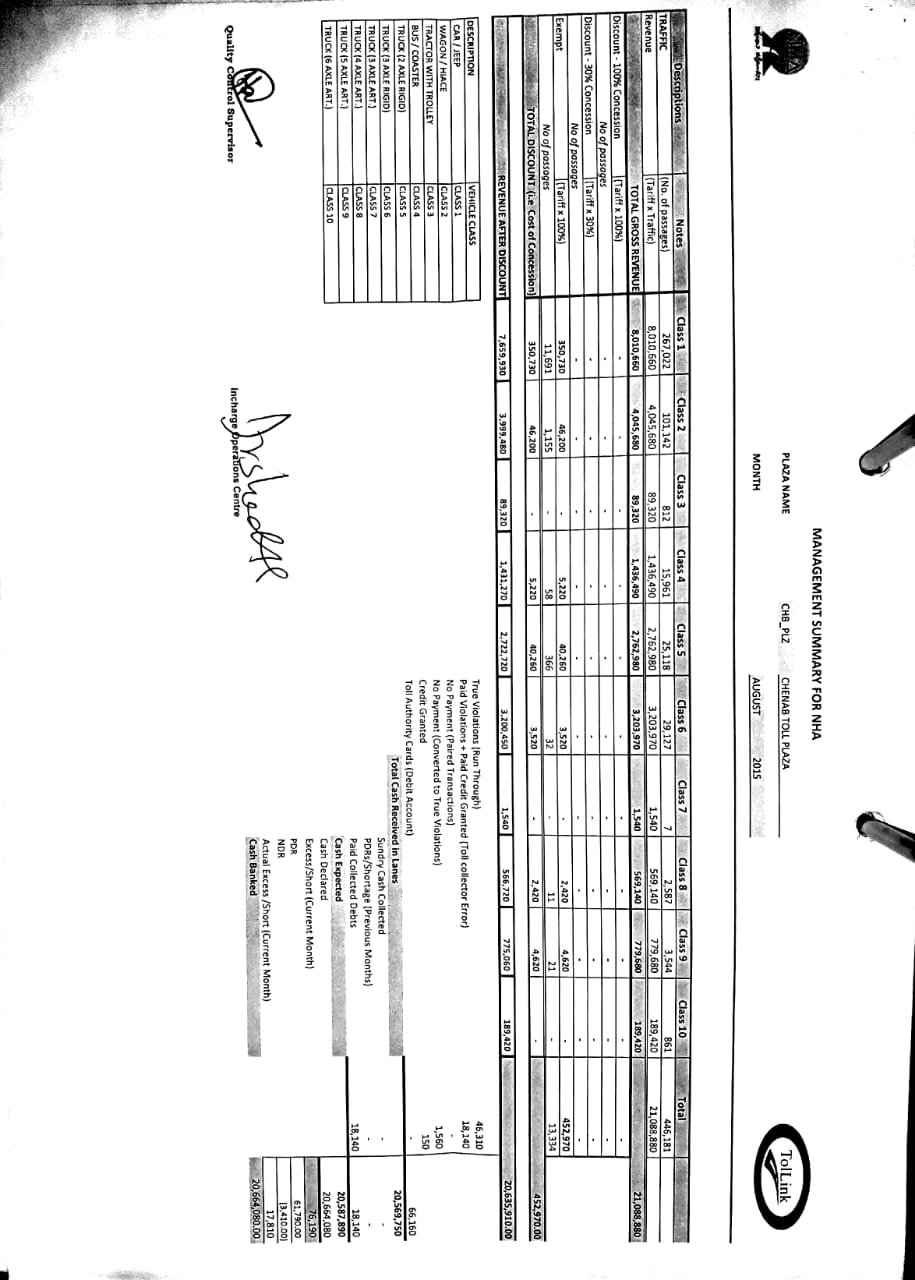 NHA
TolLink
MANAGEMENT SUMMARY FOR NHA
PLAZA NAME CHB_PLZ CHENAB TOLL PLAZA
MONTH AUGUST 2015
Descriptions Notes Class 1 Class 2 Class 3 Class 4 Class 5 Class 6 Class 7 Class 8 Class 9 Class 10 Total
TRAFFIC (No. of passages) 267,022 101,142 812 15,961 25,118 29,127 7 2,587 3,544 861 446,181
Revenue (Tariff x Traffic) 8,010,660 4,045,680 89,320 1,436,490 2,762,980 3,203,970 1,540 569,140 779,680 189,420 21,088,880
TOTAL GROSS REVENUE 8,010,660 4,045,680 89,320 1,436,490 2,762,980 3,203,970 1,540 569,140 779,680 189,420 21,088,880
Discount - 100% Concession (Tariff x 100%) - - - - - - - - - - -
No of passages - - - - - - - - - - -
Discount - 30% Concession (Tariff x 30%) - - - - - - - - - - -
No of passages - - - - - - - - - - -
Exempt (Tariff x 100%) 350,730 46,200 - 5,220 40,260 3,520 - 2,420 4,620 - 452,970
No of passages 11,691 1,155 - 58 366 32 - 11 21 - 13,334
TOTAL DISCOUNT (i.e Cost of Concession) 350,730 46,200 - 5,220 40,260 3,520 - 2,420 4,620 - 452,970.00
REVENUE AFTER DISCOUNT 7,659,930 3,999,480 89,320 1,431,270 2,722,720 3,200,450 1,540 566,720 775,060 189,420 20,635,910.00
DESCRIPTION VEHICLE CLASS
CAR / JEEP CLASS 1
WAGON / HIACE CLASS 2
TRACTOR WITH TROLLEY CLASS 3
BUS / COASTER CLASS 4
TRUCK (2 AXLE RIGID) CLASS 5
TRUCK (3 AXLE RIGID) CLASS 6
TRUCK (3 AXLE ART.) CLASS 7
TRUCK (4 AXLE ART.) CLASS 8
TRUCK (5 AXLE ART.) CLASS 9
TRUCK (6 AXLE ART.) CLASS 10
True Violations (Run Through) 46,310
Paid Violations + Paid Credit Granted (Toll collector Error) 18,140
No Payment (Paired Transactions) -
No Payment (Converted to True Violations) 1,560
Credit Granted 150
Toll Authority Cards (Debit Account) - 66,160
Total Cash Received in Lanes 20,569,750
Sundry Cash Collected - -
PDRs/Shortage (Previous Months) - -
Paid Collected Debts 18,140 18,140
Cash Expected 20,587,890
Cash Declared 20,664,080
Excess/Short (Current Month) 76,190
PDR 61,790.00
NDR (3,410.00)
Actual Excess /Short (Current Month) 17,810
Cash Banked 20,664,080.00
Quality Control Supervisor
Incharge Operations Centre